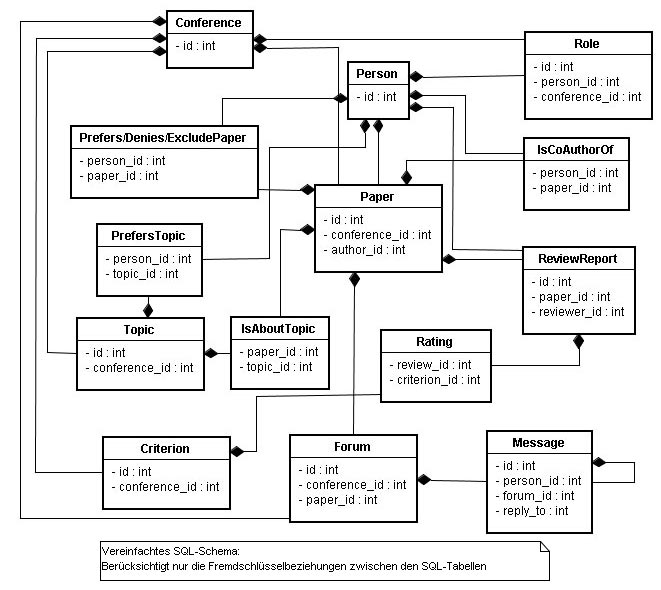 Conference
- id : int
Role
- id : int
- person_id : int
- conference_id : int
Person
- id : int
Prefers/Denies/ExcludePaper
- person_id : int
- paper_id : int
IsCoAuthorOf
- person_id : int
- paper_id : int
Paper
- id : int
- conference_id : int
- author_id : int
PrefersTopic
- person_id : int
- topic_id : int
ReviewReport
- id : int
- paper_id : int
- reviewer_id : int
Topic
- id : int
- conference_id : int
IsAboutTopic
- paper_id : int
- topic_id : int
Rating
- review_id : int
- criterion_id : int
Criterion
- id : int
- conference_id : int
Forum
- id : int
- conference_id : int
- paper_id : int
Message
- id : int
- person_id : int
- forum_id : int
- reply_to : int
Vereinfachtes SQL-Schema:
Berücksichtigt nur die Fremdschlüsselbeziehungen zwischen den SQL-Tabellen